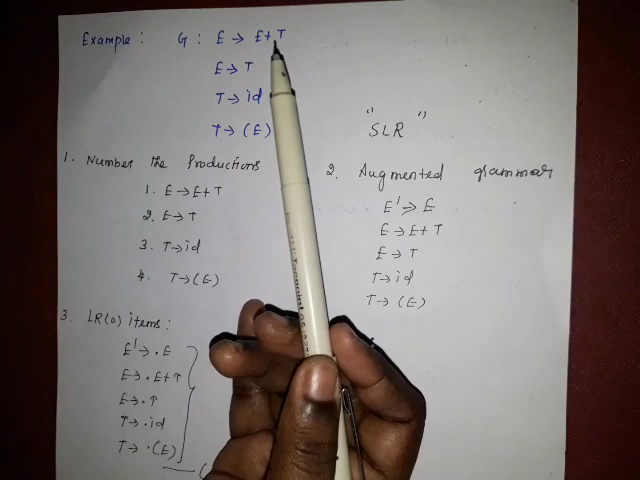 Example : G : E → E+T
E → T
T → id
T → (E)
" SLR "
1. Number the Productions
1. E → E+T
2. E → T
3. T → id
4. T → (E)
2. Augmented grammar
E' → E
E → E+T
E → T
T → id
T → (E)
3. LR(0) items :
E' → .E
E → .E+T
E → .T
T → .id
T → .(E)